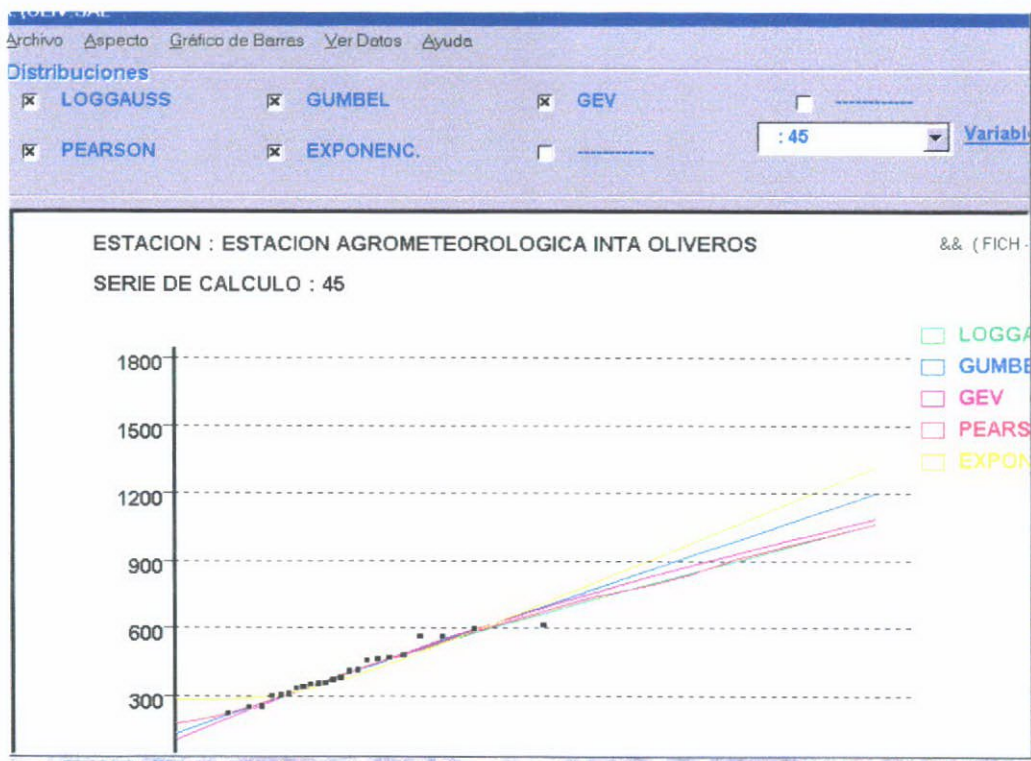 Archivo Aspecto Gráfico de Barras Ver Datos Ayuda
Distribuciones
LOGGAUSS GUMBEL GEV ------------
PEARSON EXPONENC. ------------ : 45 Variabl
ESTACION : ESTACION AGROMETEOROLOGICA INTA OLIVEROS && ( FICH -
SERIE DE CALCULO : 45
LOGGA
GUMBE
GEV
PEARS
EXPON
1800
1500
1200
900
600
300